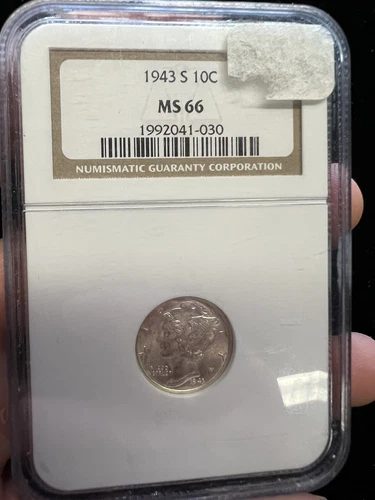 1943 S 10C
MS 66
1992041-030
NUMISMATIC GUARANTY CORPORATION